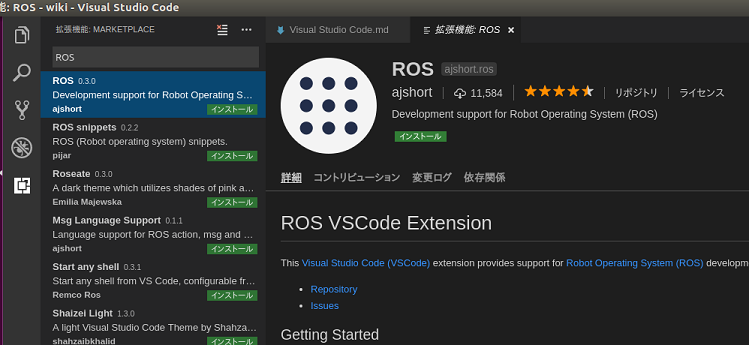 能: ROS - wiki - Visual Studio Code
拡張機能: MARKETPLACE
ROS
ROS 0.3.0
Development support for Robot Operating S...
ajshort インストール
ROS snippets 0.2.2
ROS (Robot operating system) snippets.
pijar インストール
Roseate 0.3.0
A dark theme which utilizes shades of pink a...
Emilia Majewska インストール
Msg Language Support 0.1.1
Language support for ROS action, msg and ...
ajshort インストール
Start any shell 0.3.1
Start any shell from VS Code, configurable fr...
Remco Ros インストール
Shaizei Light 1.3.0
A light Visual Studio Code Theme by Shahza...
shahzaibkhalid インストール
Visual Studio Code.md 拡張機能: ROS
ROS ajshort.ros
ajshort 11,584 リポジトリ ライセンス
Development support for Robot Operating System (ROS)
インストール
詳細 コントリビューション 変更ログ 依存関係
ROS VSCode Extension
This Visual Studio Code (VSCode) extension provides support for Robot Operating System (ROS) developm
Repository
Issues
Getting Started